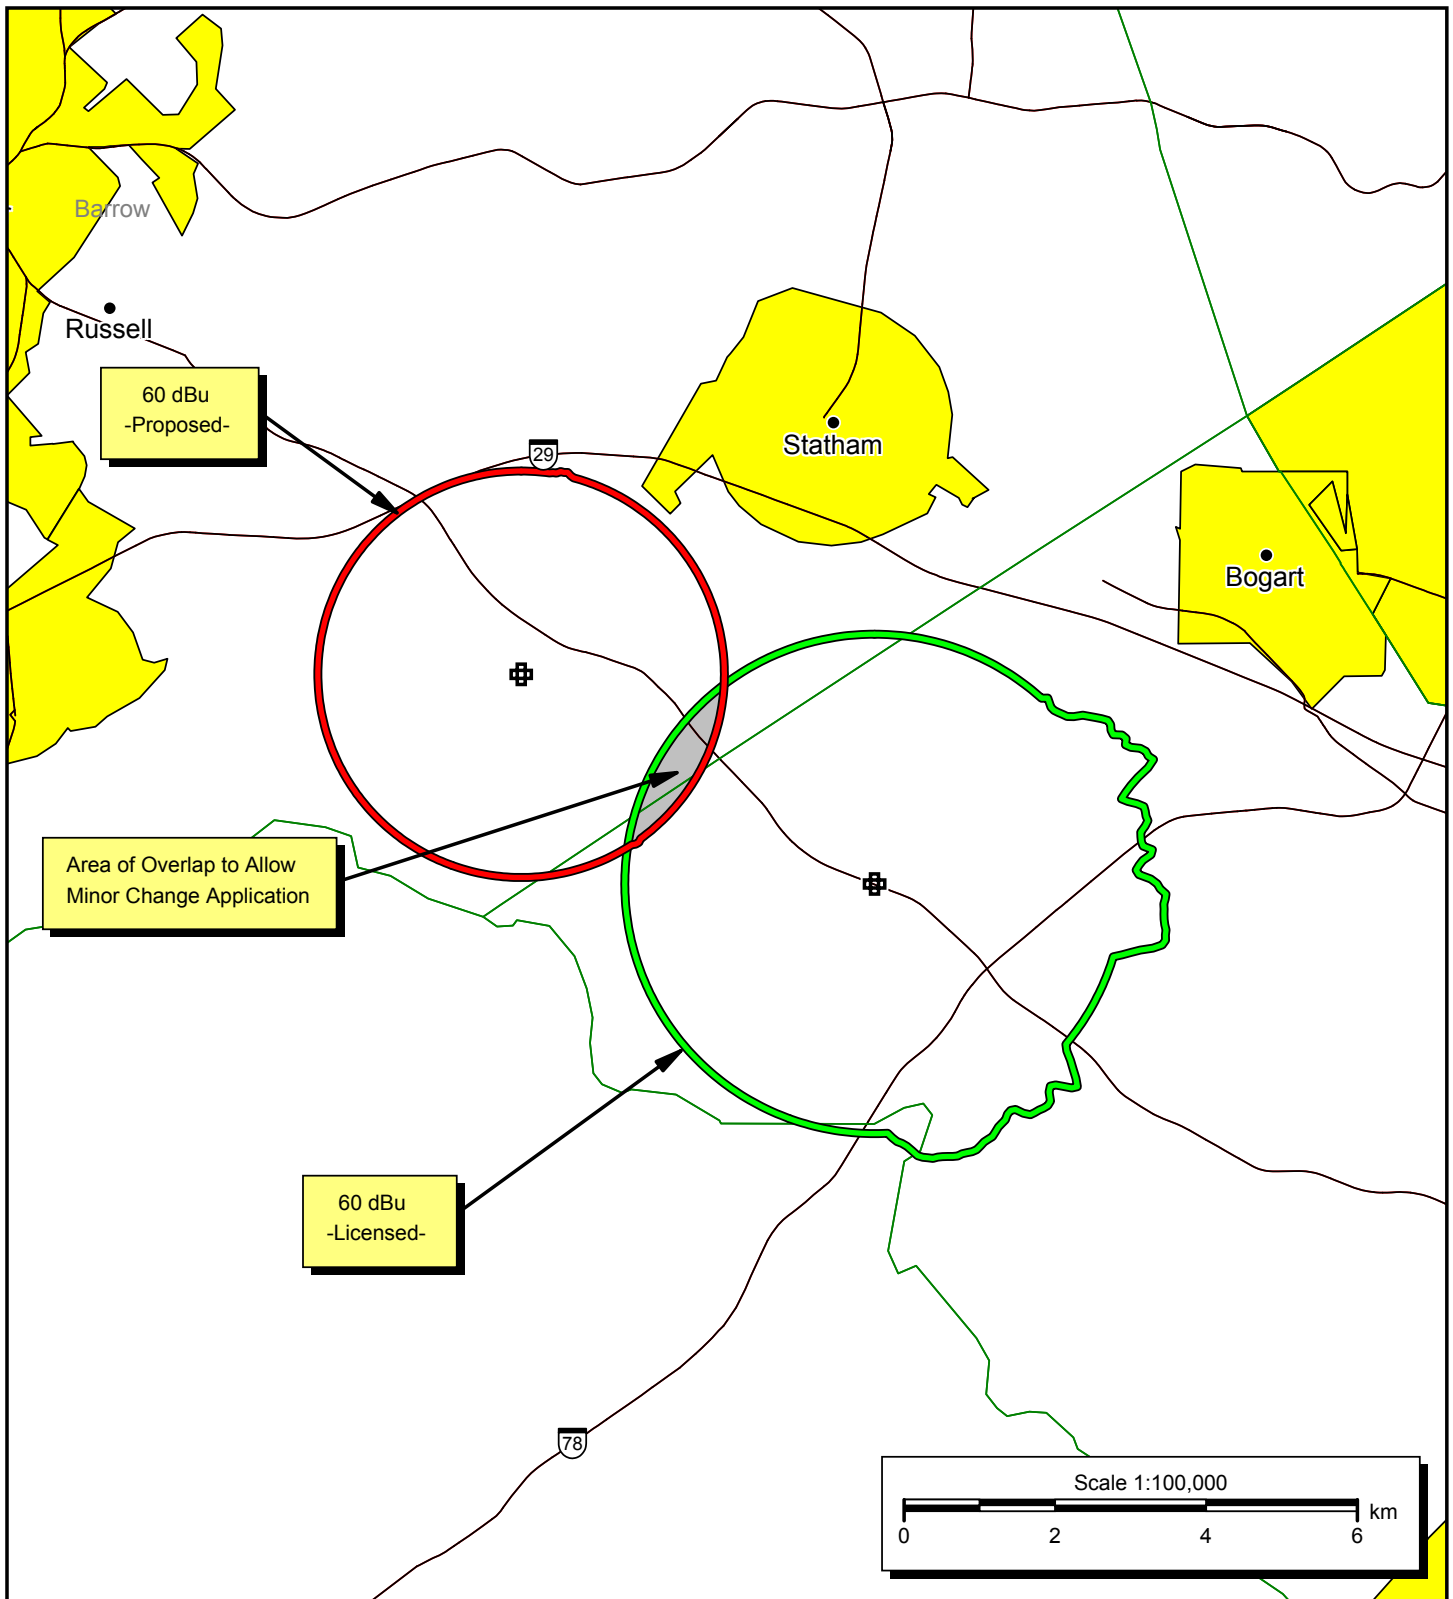 Barrow
Russell
60 dBu
-Proposed-
29
Statham
Bogart
Area of Overlap to Allow
Minor Change Application
60 dBu
-Licensed-
78
Scale 1:100,000
km
0 2 4 6